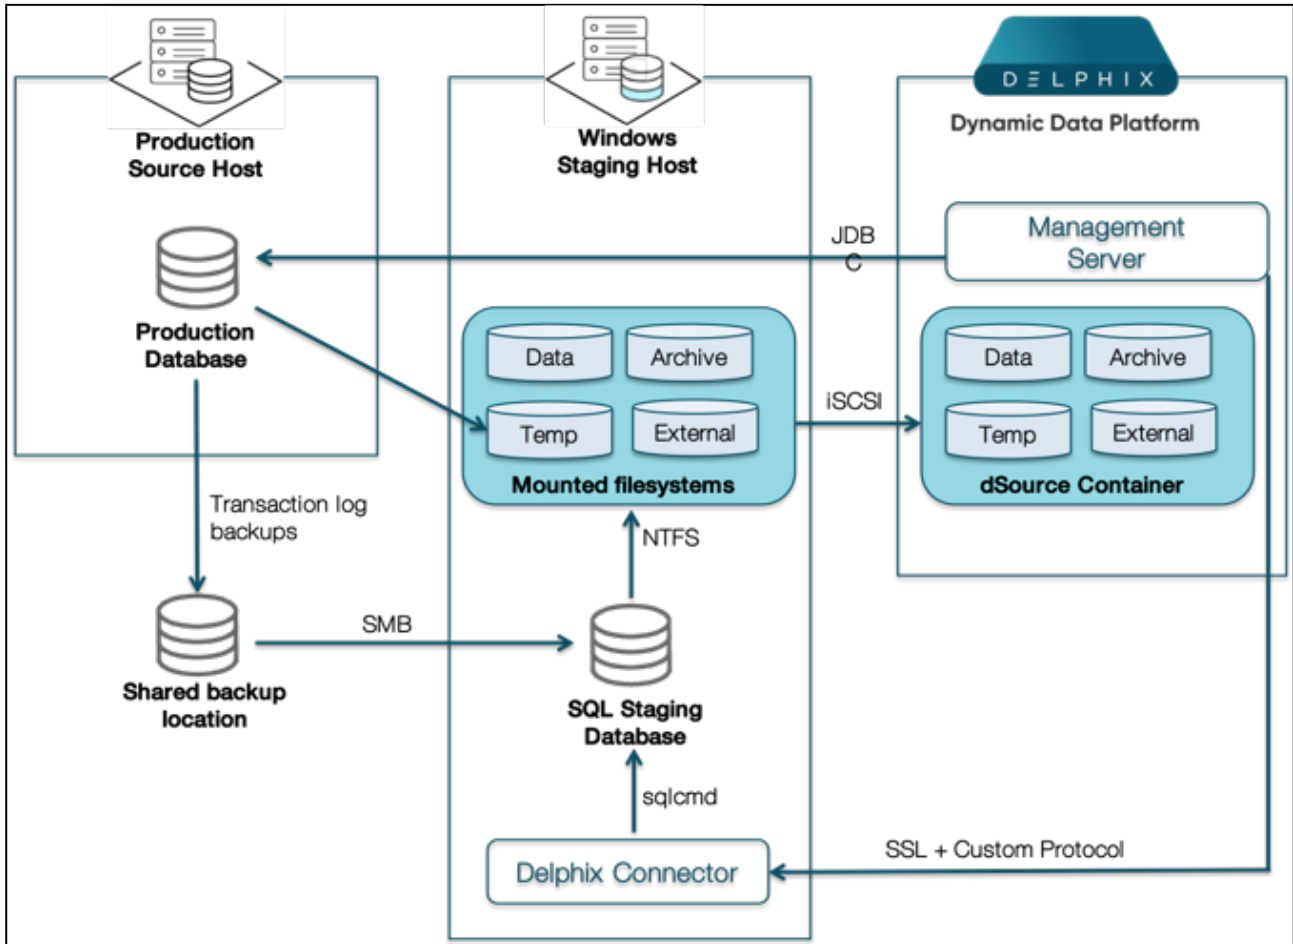 Production
Source Host
Windows
Staging Host
DELPHIX
Dynamic Data Platform
Management
Server
JDB
C
Production
Database
Data
Archive
Temp
External
Mounted filesystems
iSCSI
Data
Archive
Temp
External
dSource Container
Transaction log
backups
NTFS
SMB
Shared backup
location
SQL Staging
Database
sqlcmd
Delphix Connector
SSL + Custom Protocol